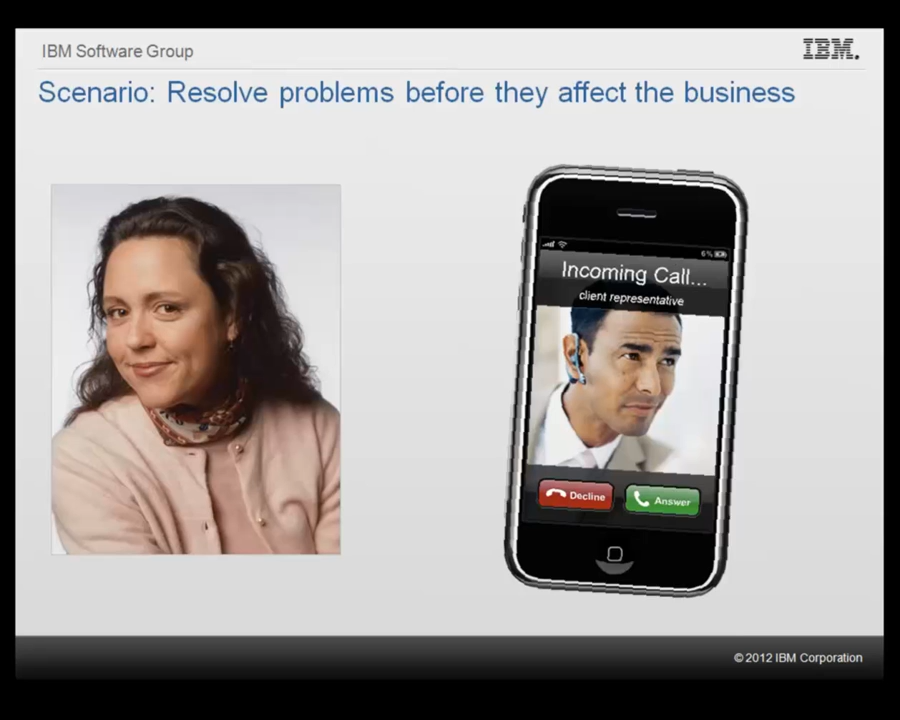 IBM Software Group
IBM.
Scenario: Resolve problems before they affect the business
6%
Incoming Call...
client representative
Decline
Answer
© 2012 IBM Corporation